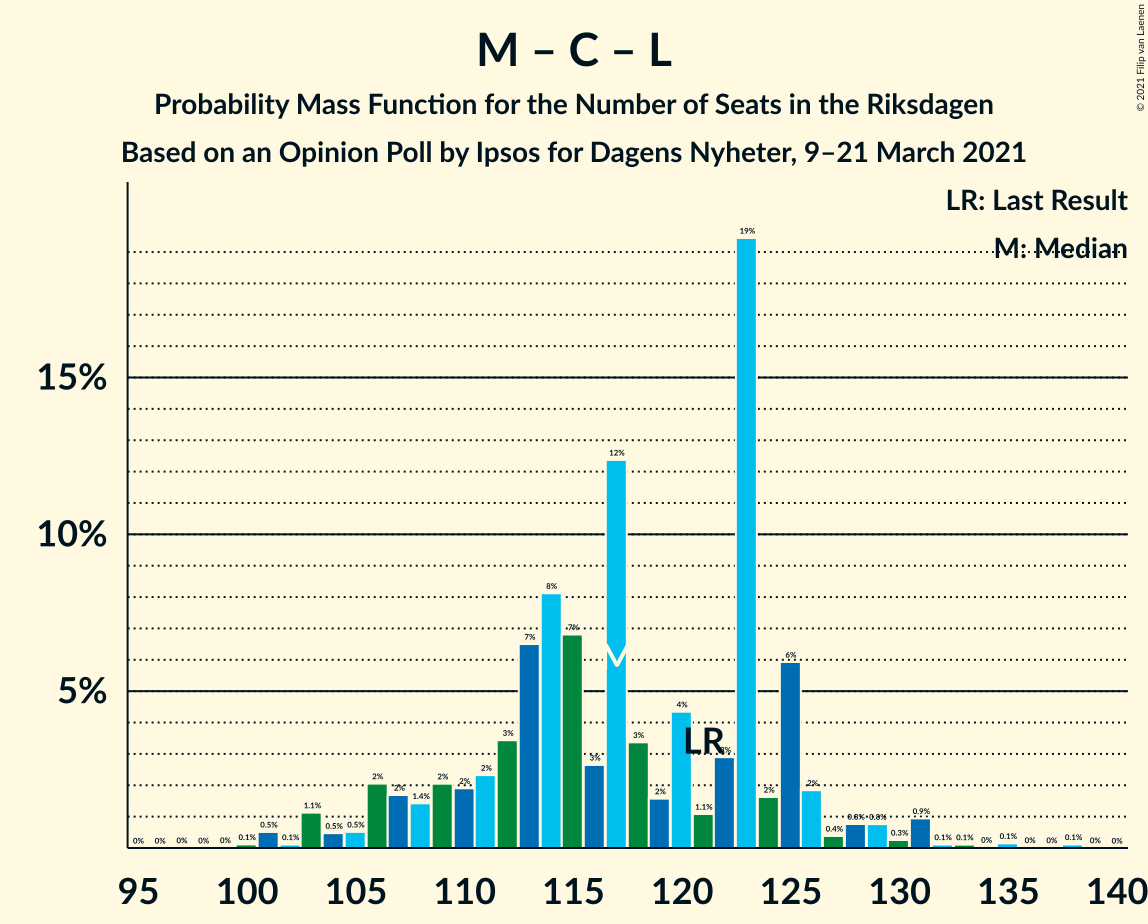 M – C – L
Probability Mass Function for the Number of Seats in the Riksdagen
Based on an Opinion Poll by Ipsos for Dagens Nyheter, 9–21 March 2021
© 2021 Filip van Laenen
LR: Last Result
M: Median
15%
10%
5%
0% 0% 0% 0% 0% 0.1% 0.5% 0.1% 1.1% 0.5% 0.5% 2% 2% 1.4% 2% 2% 2% 3% 7% 8% 7% 3% 12% 3% 2% 4% 1.1% 3% 19% 2% 6% 2% 0.4% 0.8% 0.8% 0.3% 0.9% 0.1% 0.1% 0% 0.1% 0% 0% 0.1% 0% 0%
LR
95 100 105 110 115 120 125 130 135 140